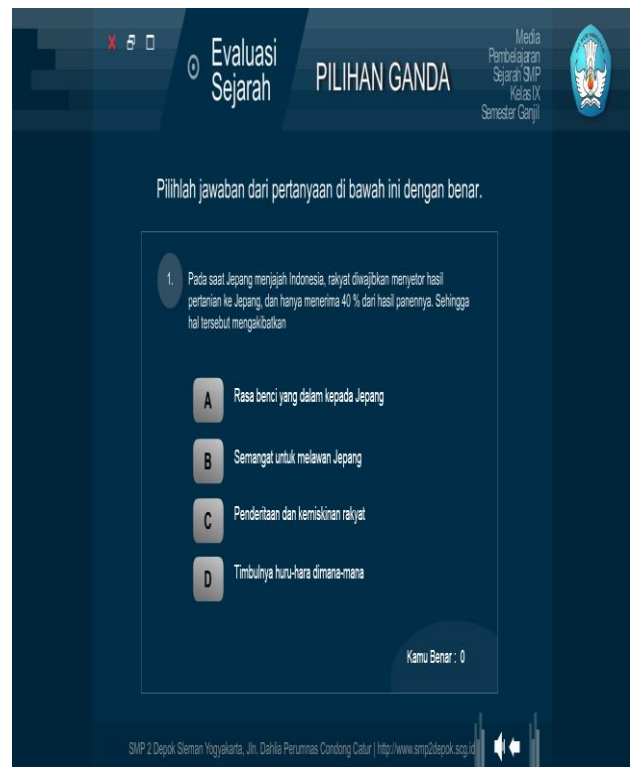 Evaluasi
Sejarah
PILIHAN GANDA
Media
Pembelajaran
Sejarah SMP
Kelas IX
Semester Ganjil
Pilihlah jawaban dari pertanyaan di bawah ini dengan benar.
1. Pada saat Jepang menjajah Indonesia, rakyat diwajibkan menyetor hasil
pertanian ke Jepang, dan hanya menerima 40 % dari hasil panennya. Sehingga
hal tersebut mengakibatkan
A Rasa benci yang dalam kepada Jepang
B Semangat untuk melawan Jepang
C Penderitaan dan kemiskinan rakyat
D Timbulnya huru-hara dimana-mana
Kamu Benar : 0
SMP 2 Depok Sleman Yogyakarta, Jln. Dahlia Perumnas Condong Catur | http://www.smp2depok.scg.id